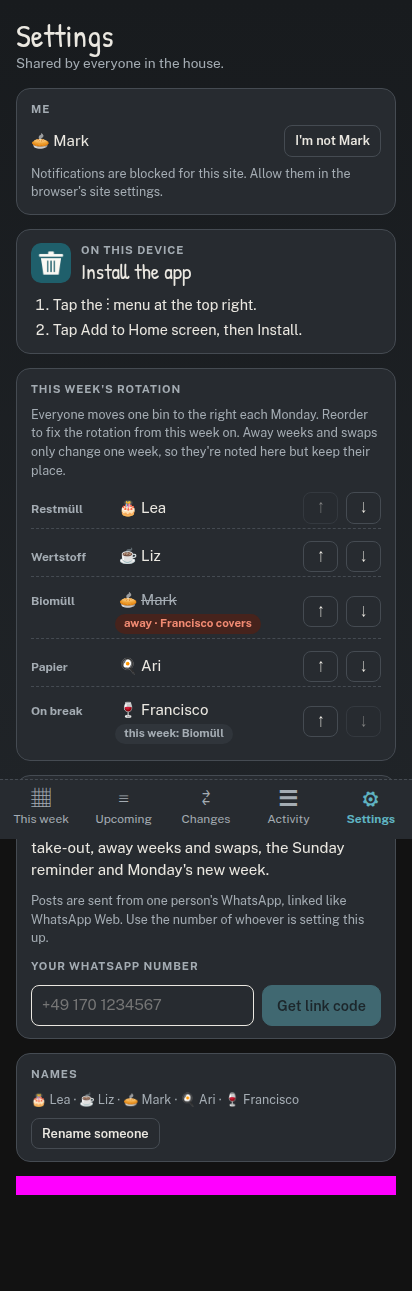 Settings
Shared by everyone in the house.
ME
🥧 Mark
I'm not Mark
Notifications are blocked for this site. Allow them in the
browser's site settings.
ON THIS DEVICE
Install the app
1. Tap the ⋮ menu at the top right.
2. Tap Add to Home screen, then Install.
THIS WEEK'S ROTATION
Everyone moves one bin to the right each Monday. Reorder
to fix the rotation from this week on. Away weeks and swaps
only change one week, so they're noted here but keep their
place.
Restmüll 🎂 Lea ↑ ↓
Wertstoff ☕ Liz ↑ ↓
Biomüll 🥧 Mark ↑ ↓
away · Francisco covers
Papier 🍳 Ari ↑ ↓
On break 🍷 Francisco ↑ ↓
this week: Biomüll
This week
Upcoming
Changes
Activity
Settings
take-out, away weeks and swaps, the Sunday
reminder and Monday's new week.
Posts are sent from one person's WhatsApp, linked like
WhatsApp Web. Use the number of whoever is setting this
up.
YOUR WHATSAPP NUMBER
+49 170 1234567
Get link code
NAMES
🎂 Lea · ☕ Liz · 🥧 Mark · 🍳 Ari · 🍷 Francisco
Rename someone